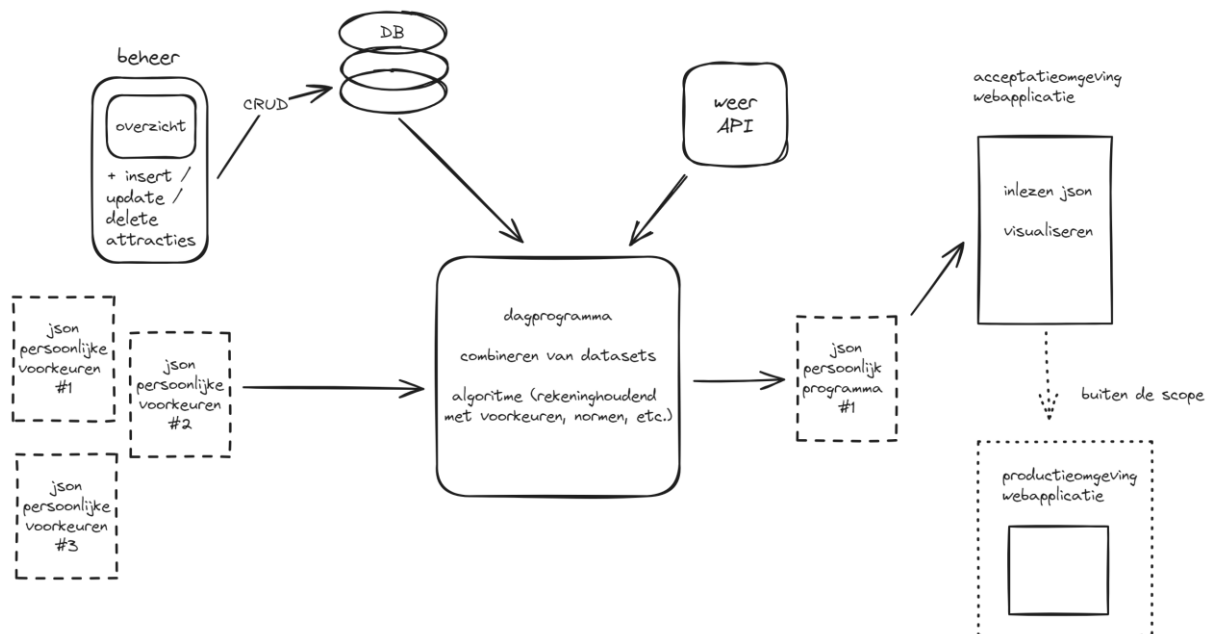 DB
beheer
CRUD
overzicht
+ insert /
update /
delete
attracties
weer
API
acceptatieomgeving
webapplicatie
inlezen json
visualiseren
json
persoonlijke
voorkeuren
#1
json
persoonlijke
voorkeuren
#2
json
persoonlijke
voorkeuren
#3
dagprogramma
combineren van datasets
algoritme (rekeninghoudend
met voorkeuren, normen, etc.)
json
persoonlijk
programma
#1
buiten de scope
productieomgeving
webapplicatie